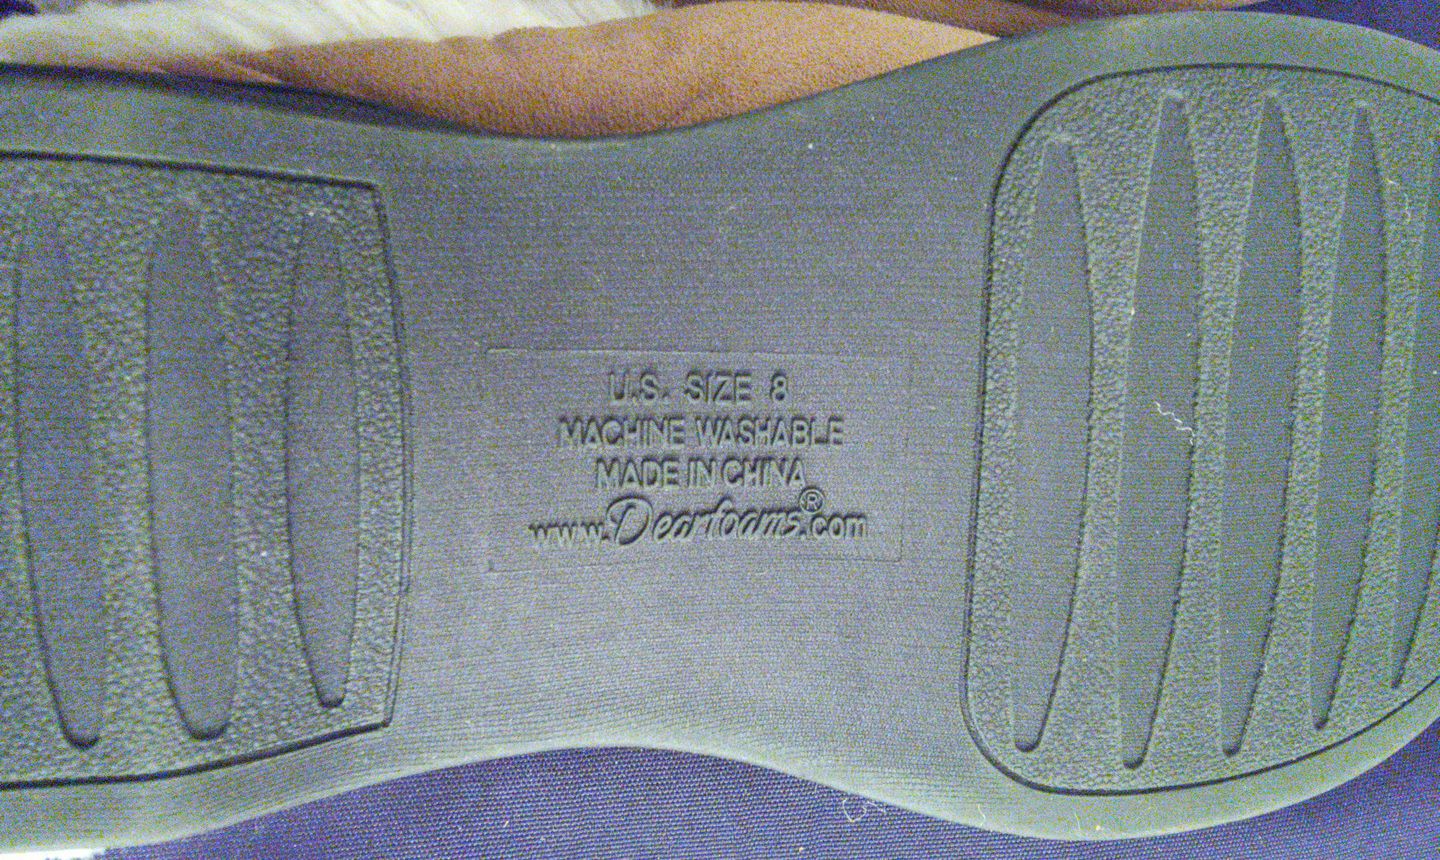 U.S. SIZE 8
MACHINE WASHABLE
MADE IN CHINA
www.Dearfoams®.com